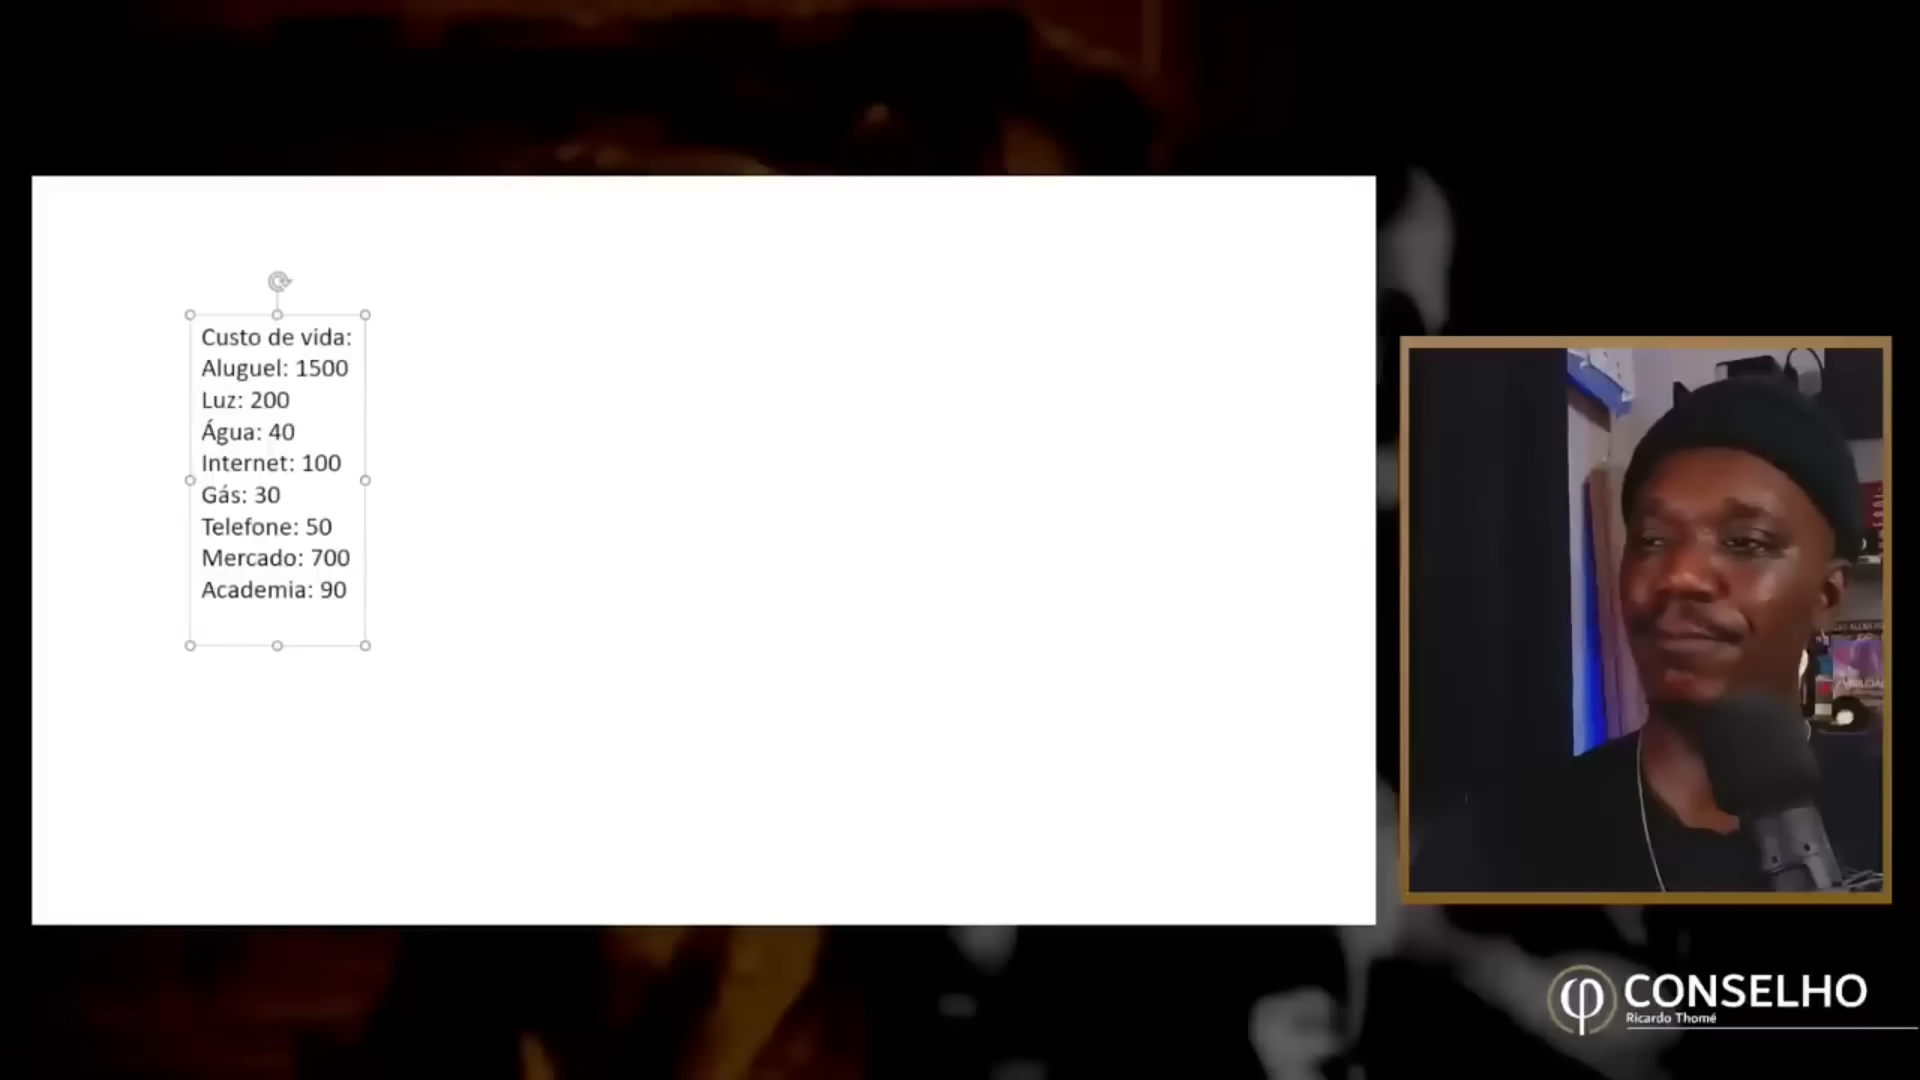 Custo de vida:
Aluguel: 1500
Luz: 200
Água: 40
Internet: 100
Gás: 30
Telefone: 50
Mercado: 700
Academia: 90
CONSELHO
Ricardo Thomé